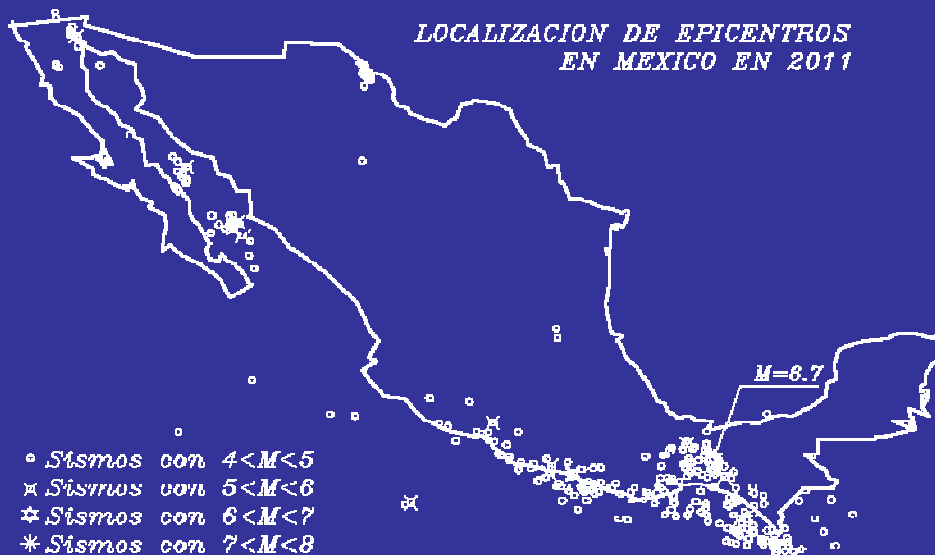 LOCALIZACION DE EPICENTROS
EN MEXICO EN 2011
M=6.7
Sismos con 4<M<5
Sismos con 5<M<6
Sismos con 6<M<7
Sismos con 7<M<8